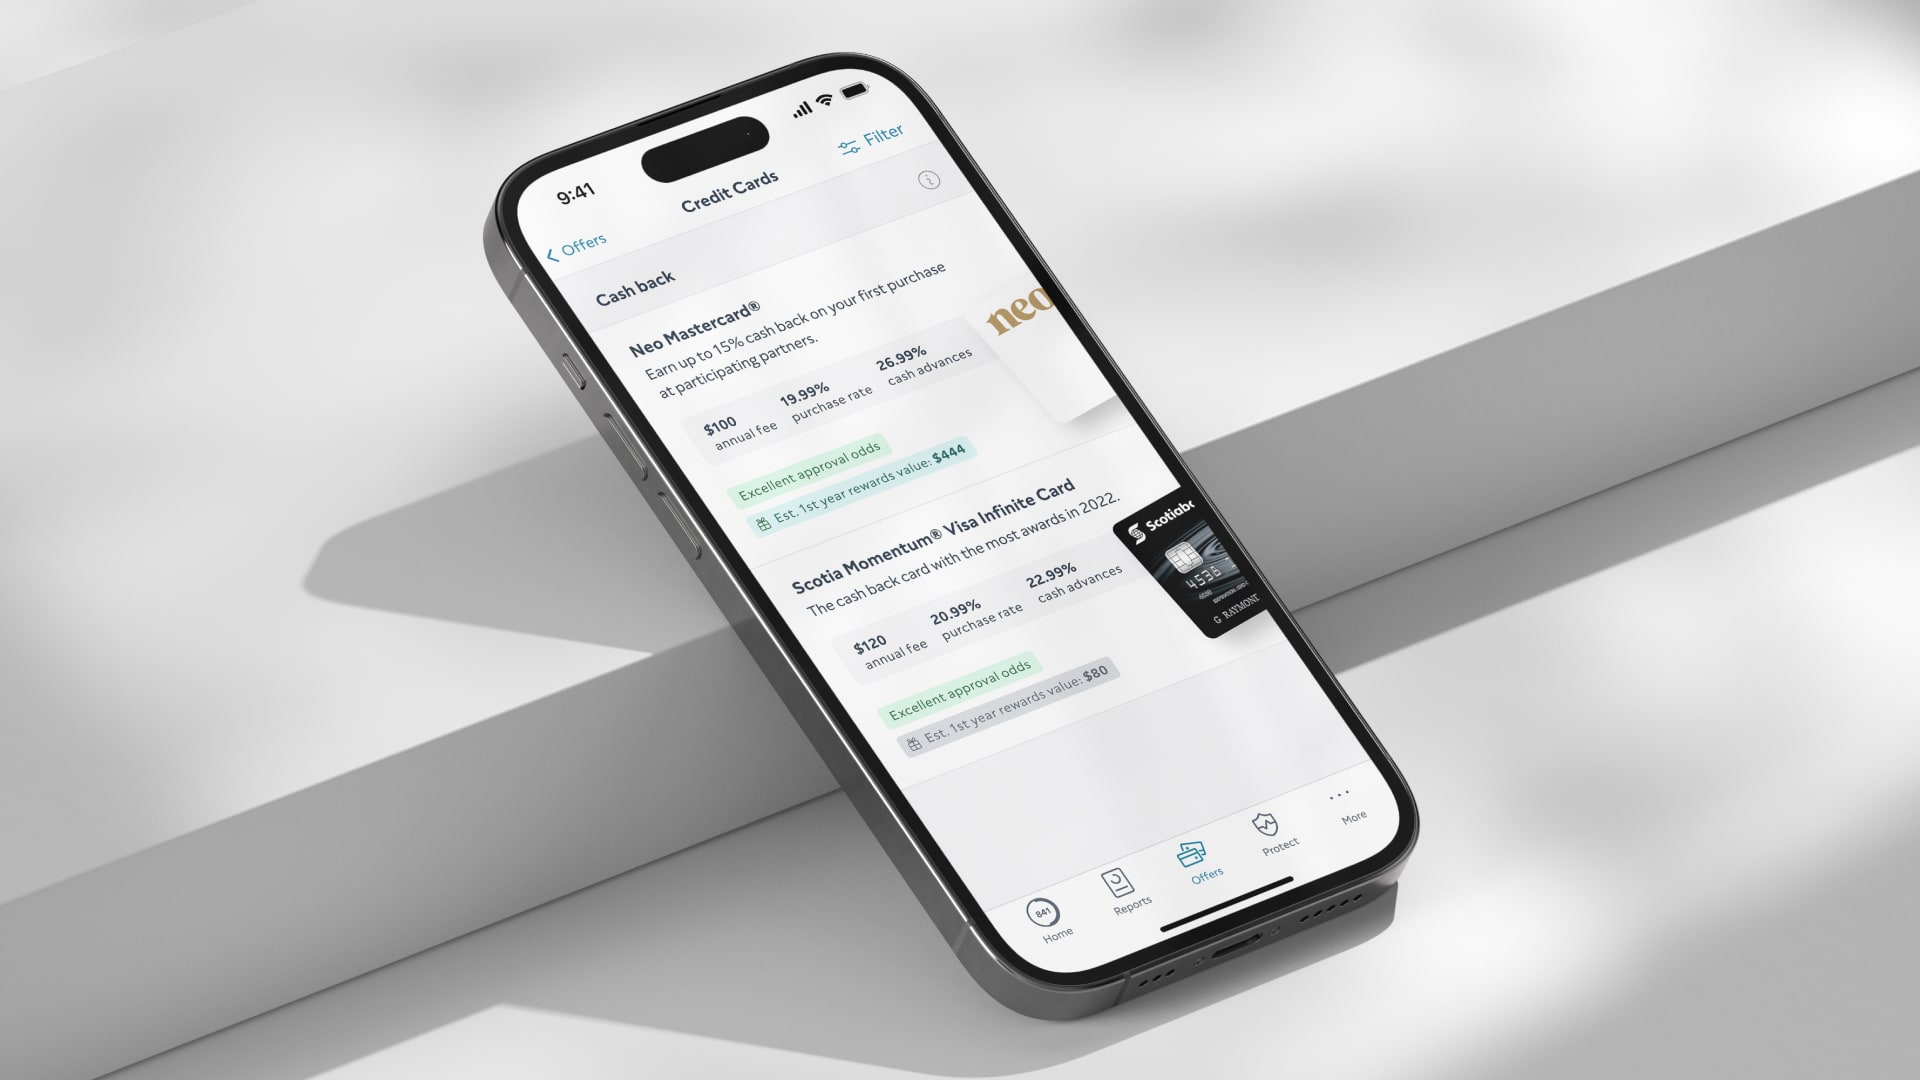 9:41
Filter
Credit Cards
Offers
Cash back
Neo Mastercard®
Earn up to 15% cash back on your first purchase
at participating partners.
neo
$100
annual fee
19.99%
purchase rate
26.99%
cash advances
Excellent approval odds
Est. 1st year rewards value: $444
Scotia Momentum® Visa Infinite Card
The cash back card with the most awards in 2022.
$120
annual fee
20.99%
purchase rate
22.99%
cash advances
4538
G RAYMONT
Excellent approval odds
Est. 1st year rewards value: $80
841
Home
Reports
Offers
Protect
More